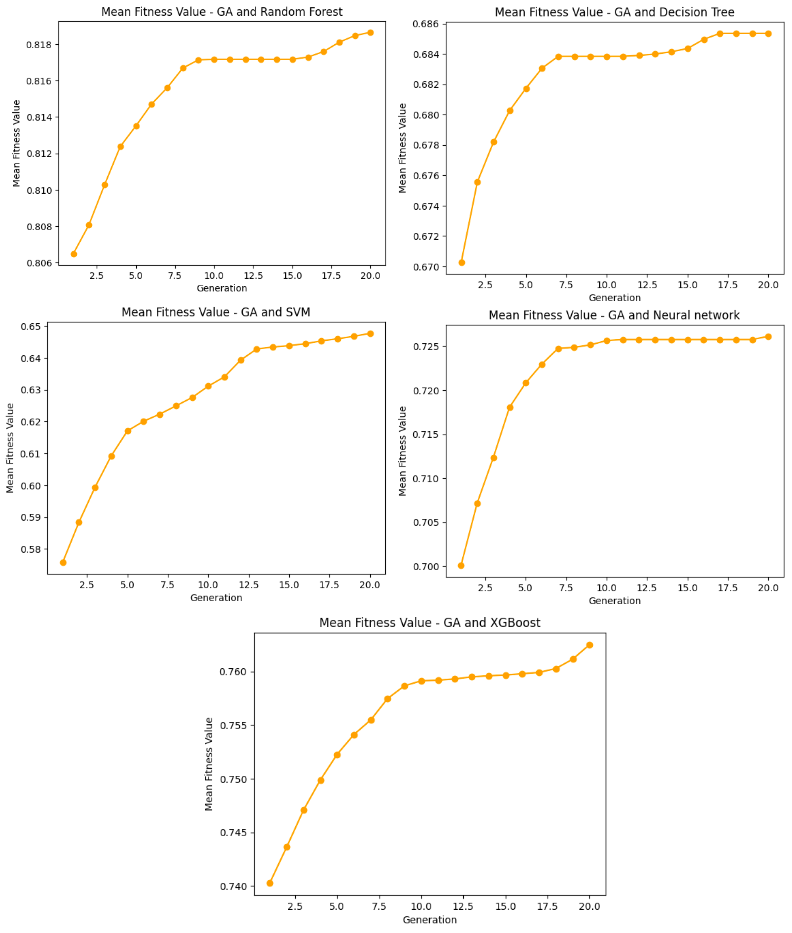 Mean Fitness Value - GA and Random Forest
0.818
0.816
0.814
0.812
0.810
0.808
0.806
Mean Fitness Value
2.5 5.0 7.5 10.0 12.5 15.0 17.5 20.0
Generation
Mean Fitness Value - GA and Decision Tree
0.686
0.684
0.682
0.680
0.678
0.676
0.674
0.672
0.670
Mean Fitness Value
2.5 5.0 7.5 10.0 12.5 15.0 17.5 20.0
Generation
Mean Fitness Value - GA and SVM
0.65
0.64
0.63
0.62
0.61
0.60
0.59
0.58
Mean Fitness Value
2.5 5.0 7.5 10.0 12.5 15.0 17.5 20.0
Generation
Mean Fitness Value - GA and Neural network
0.725
0.720
0.715
0.710
0.705
0.700
Mean Fitness Value
2.5 5.0 7.5 10.0 12.5 15.0 17.5 20.0
Generation
Mean Fitness Value - GA and XGBoost
0.760
0.755
0.750
0.745
0.740
Mean Fitness Value
2.5 5.0 7.5 10.0 12.5 15.0 17.5 20.0
Generation